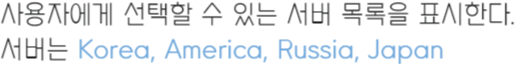 사용자에게 선택할 수 있는 서버 목록을 표시한다.
서버는 Korea, America, Russia, Japan